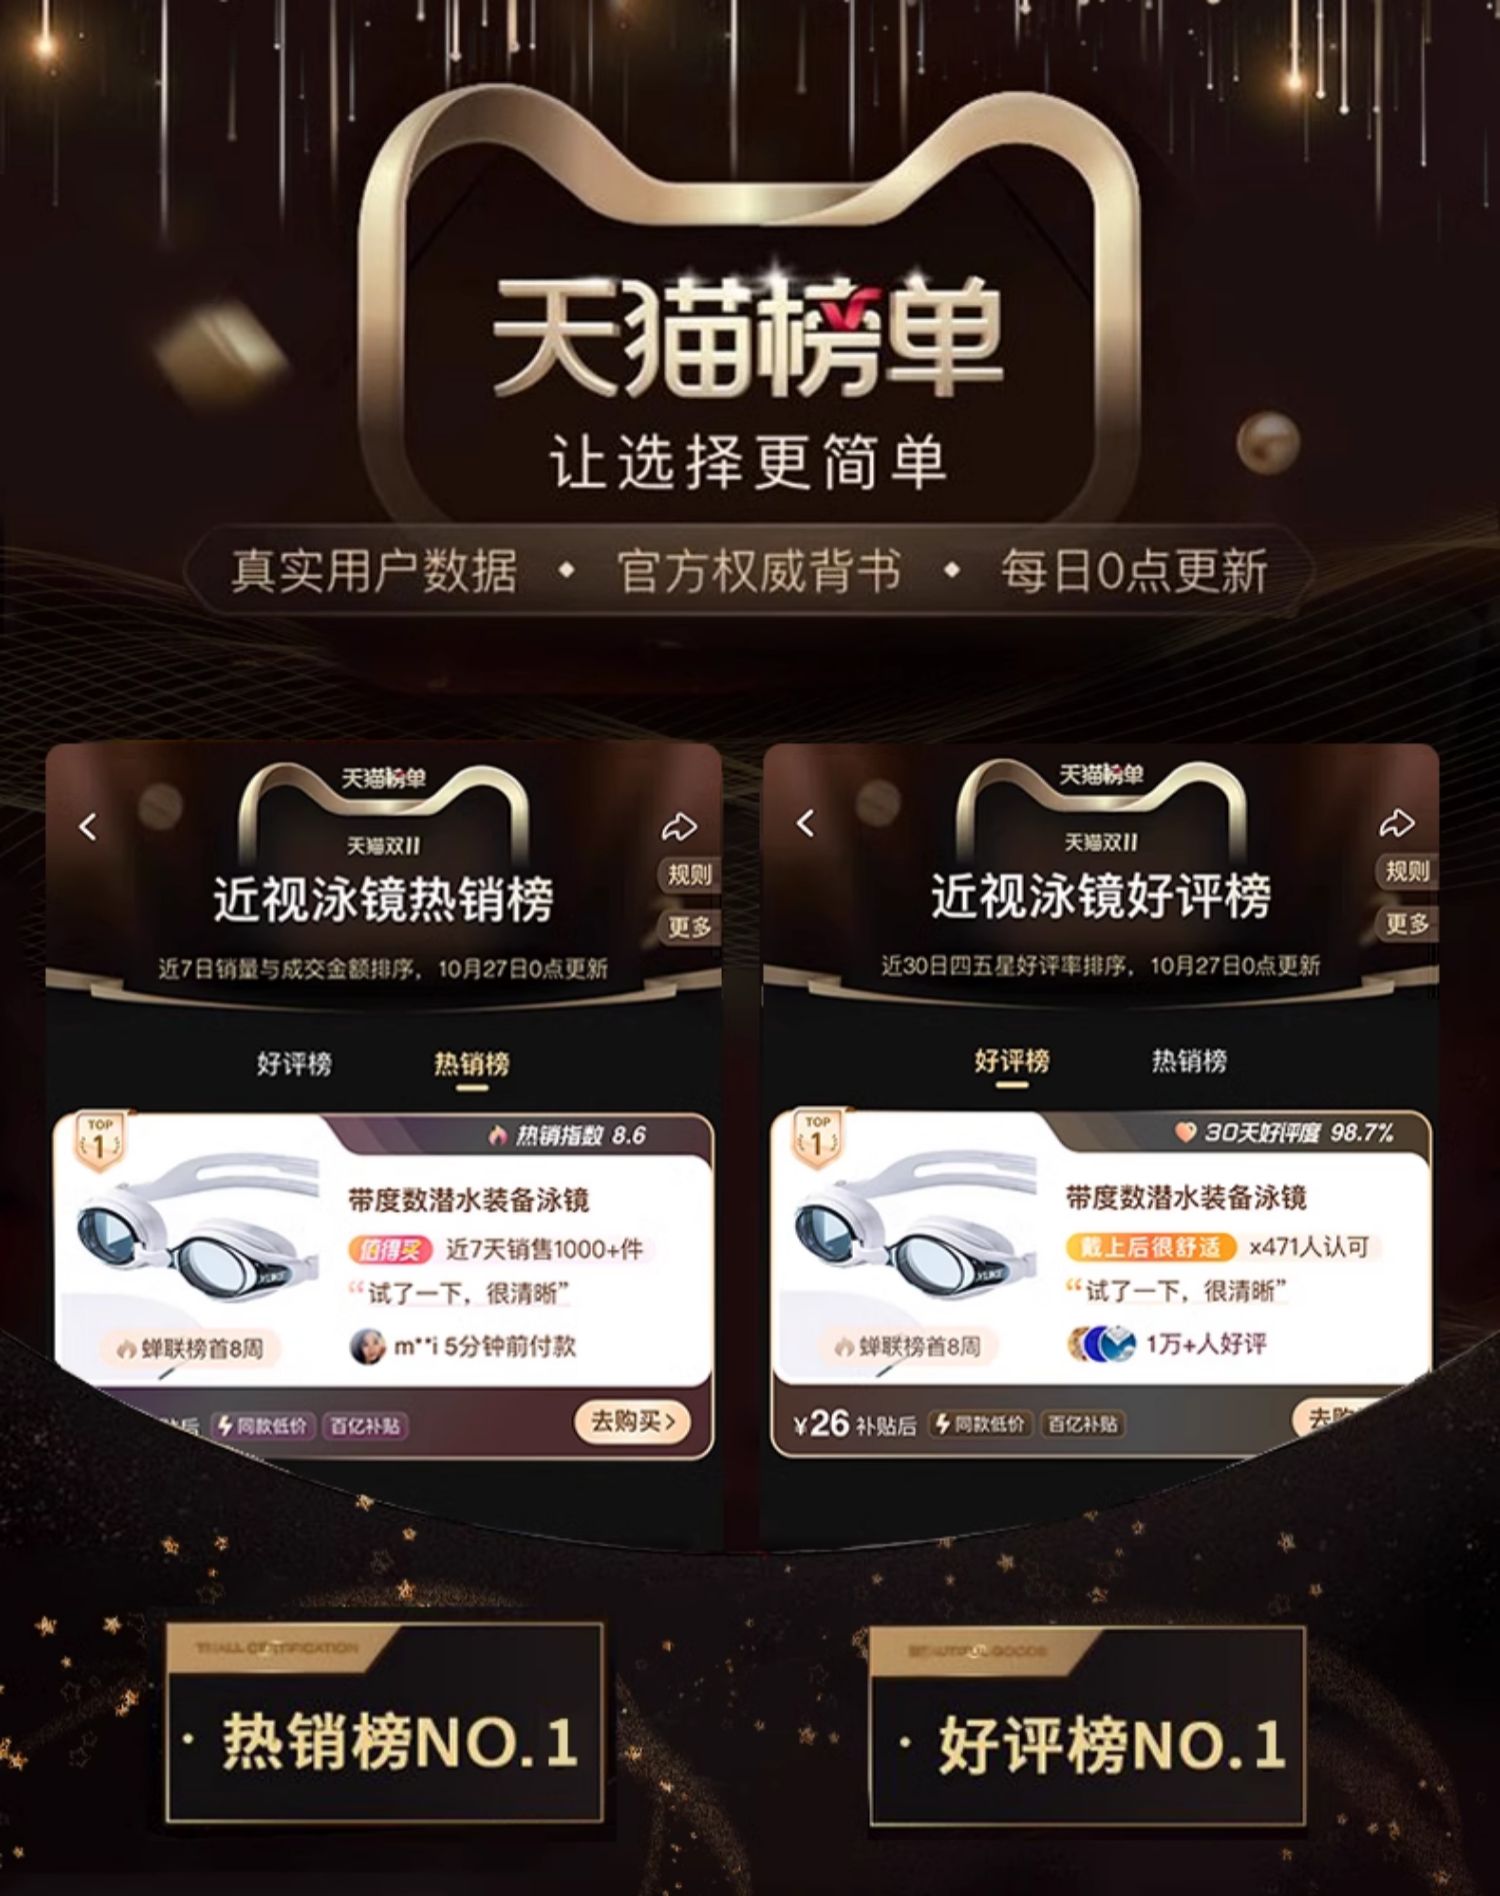 天猫榜单
让选择更简单
真实用户数据 • 官方权威背书 • 每日0点更新
天猫榜单
天猫双11
近视泳镜热销榜
规则
更多
近7日销量与成交金额排序，10月27日0点更新
好评榜 热销榜
TOP
1
热销指数 8.6
带度数潜水装备泳镜
值得买 近7天销售1000+件
“试了一下，很清晰”
蝉联榜首8周
m**i 5分钟前付款
同款低价 百亿补贴 去购买>
天猫榜单
天猫双11
近视泳镜好评榜
规则
更多
近30日四五星好评率排序，10月27日0点更新
好评榜 热销榜
TOP
1
30天好评度 98.7%
带度数潜水装备泳镜
戴上后很舒适 x471人认可
“试了一下，很清晰”
蝉联榜首8周
1万+人好评
¥26 补贴后 同款低价 百亿补贴
TMALL CERTIFICATION
· 热销榜NO.1
BEAUTIFUL GOODS
· 好评榜NO.1